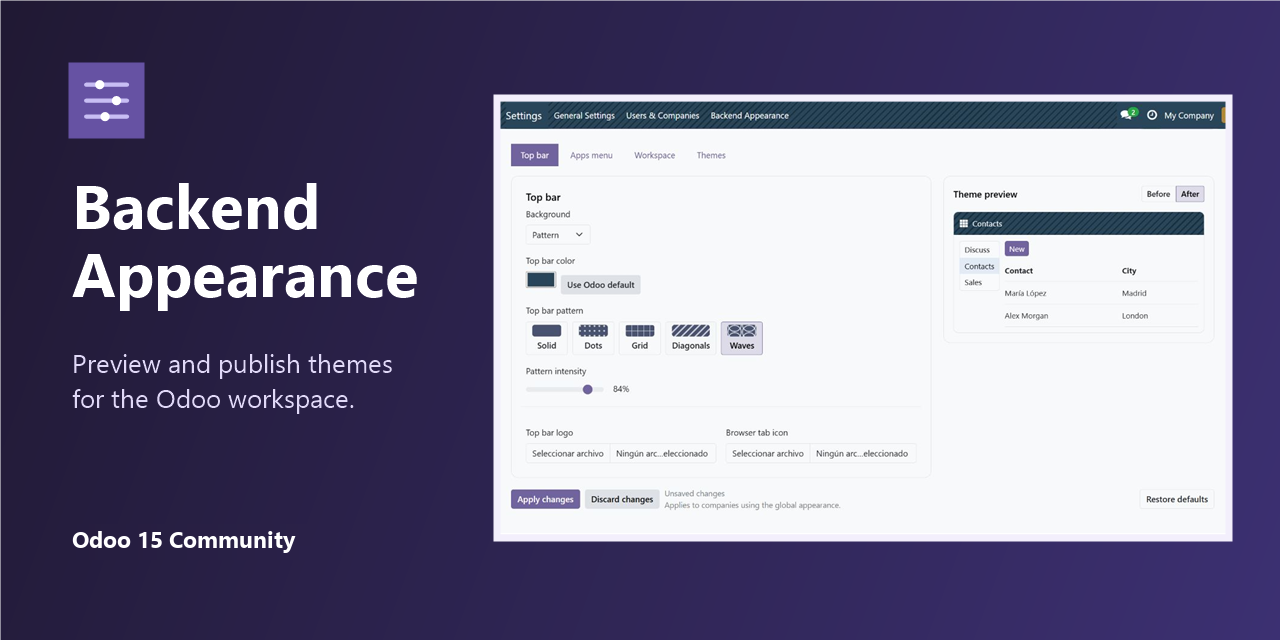 Backend
Appearance
Preview and publish themes
for the Odoo workspace.
Odoo 15 Community
Settings General Settings Users & Companies Backend Appearance 2 My Company
Top bar Apps menu Workspace Themes
Top bar
Background
Pattern
Top bar color
Use Odoo default
Top bar pattern
Solid Dots Grid Diagonals Waves
Pattern intensity
84%
Top bar logo Browser tab icon
Seleccionar archivo Ningún arc...eleccionado Seleccionar archivo Ningún arc...eleccionado
Theme preview Before After
Contacts
Discuss New
Contacts Contact City
Sales
María López Madrid
Alex Morgan London
Apply changes Discard changes Unsaved changes
Applies to companies using the global appearance.
Restore defaults